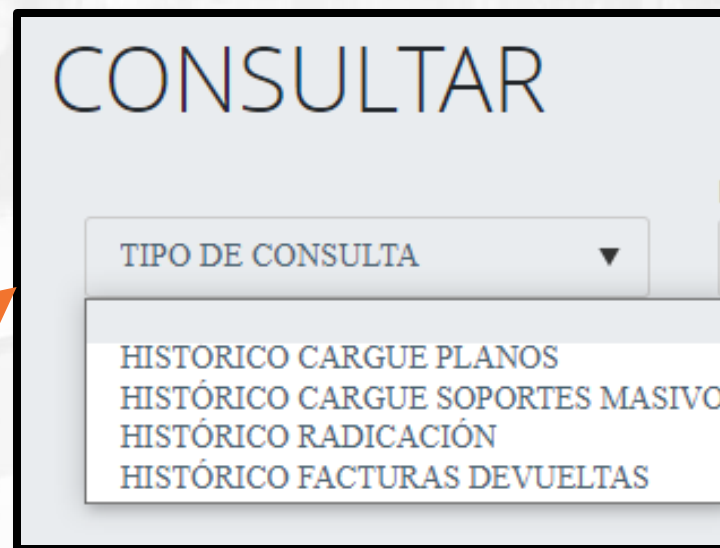 CONSULTAR
TIPO DE CONSULTA
HISTORICO CARGUE PLANOS
HISTÓRICO CARGUE SOPORTES MASIVO
HISTÓRICO RADICACIÓN
HISTÓRICO FACTURAS DEVUELTAS